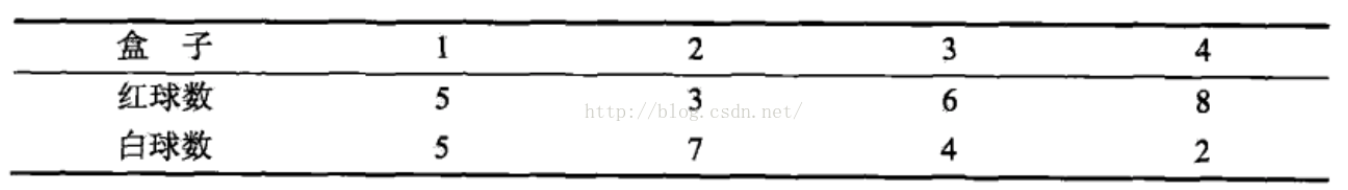 盒 子 1 2 3 4
红球数 5 3 6 8
http://blog.csdn.net/
白球数 5 7 4 2